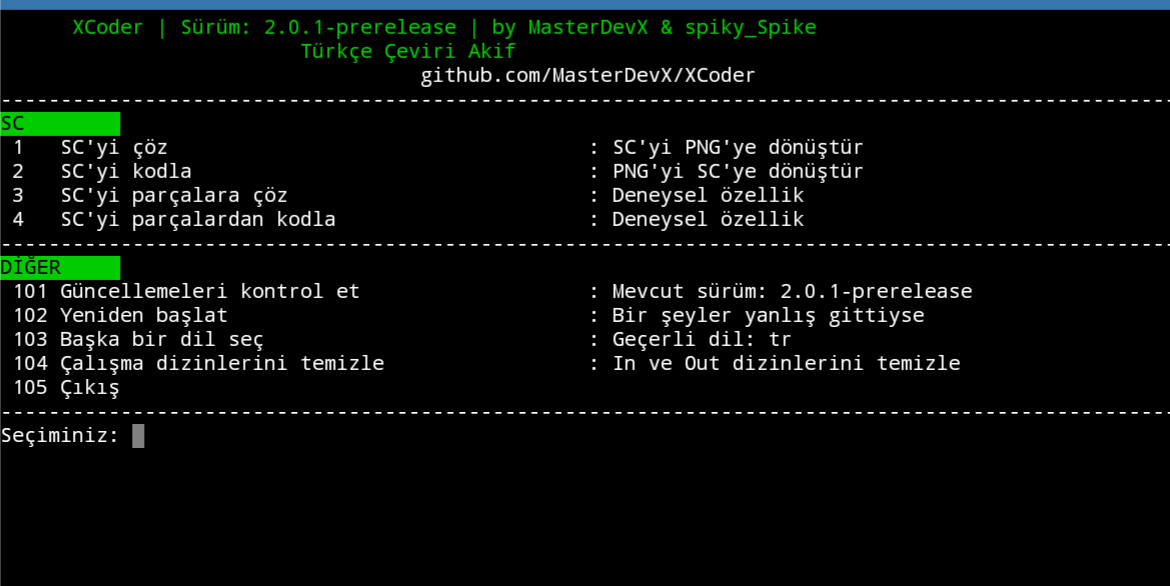 XCoder | Sürüm: 2.0.1-prerelease | by MasterDevX & spiky_Spike
Türkçe Çeviri Akif
github.com/MasterDevX/XCoder
SC
1 SC'yi çöz : SC'yi PNG'ye dönüştür
2 SC'yi kodla : PNG'yi SC'ye dönüştür
3 SC'yi parçalara çöz : Deneysel özellik
4 SC'yi parçalardan kodla : Deneysel özellik
DİĞER
101 Güncellemeleri kontrol et : Mevcut sürüm: 2.0.1-prerelease
102 Yeniden başlat : Bir şeyler yanlış gittiyse
103 Başka bir dil seç : Geçerli dil: tr
104 Çalışma dizinlerini temizle : In ve Out dizinlerini temizle
105 Çıkış
Seçiminiz: